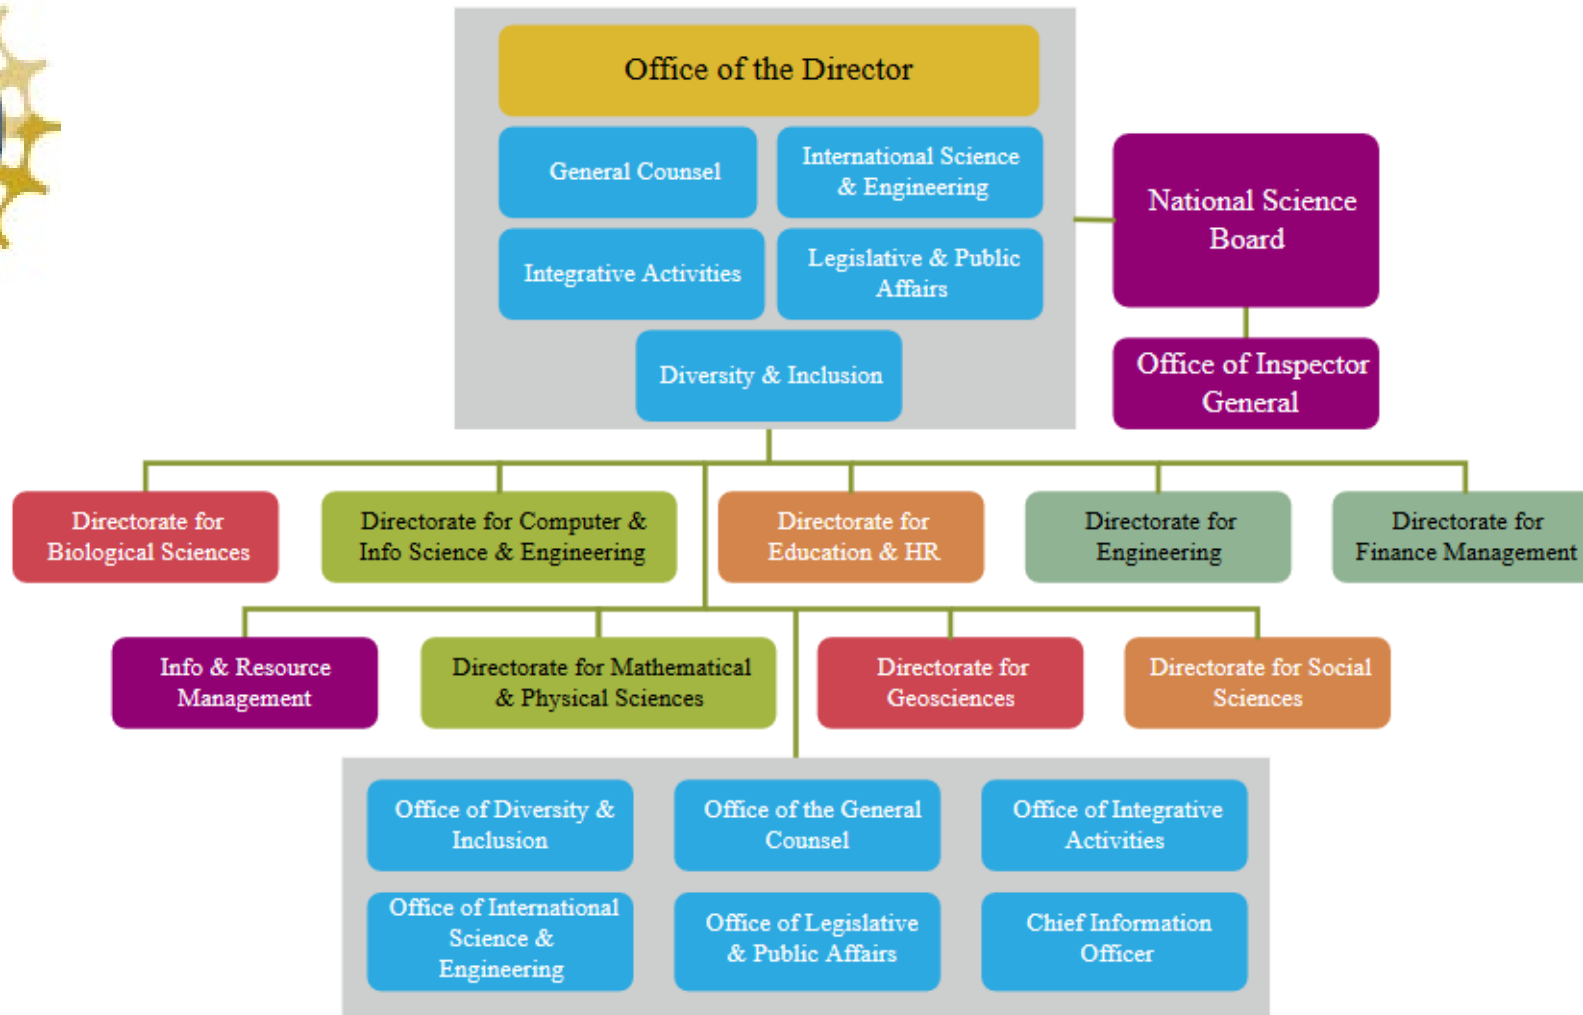 Office of the Director
General Counsel
International Science
& Engineering
Integrative Activities
Legislative & Public
Affairs
Diversity & Inclusion
National Science
Board
Office of Inspector
General
Directorate for
Biological Sciences
Directorate for Computer &
Info Science & Engineering
Directorate for
Education & HR
Directorate for
Engineering
Directorate for
Finance Management
Info & Resource
Management
Directorate for Mathematical
& Physical Sciences
Directorate for
Geosciences
Directorate for Social
Sciences
Office of Diversity &
Inclusion
Office of the General
Counsel
Office of Integrative
Activities
Office of International
Science &
Engineering
Office of Legislative
& Public Affairs
Chief Information
Officer